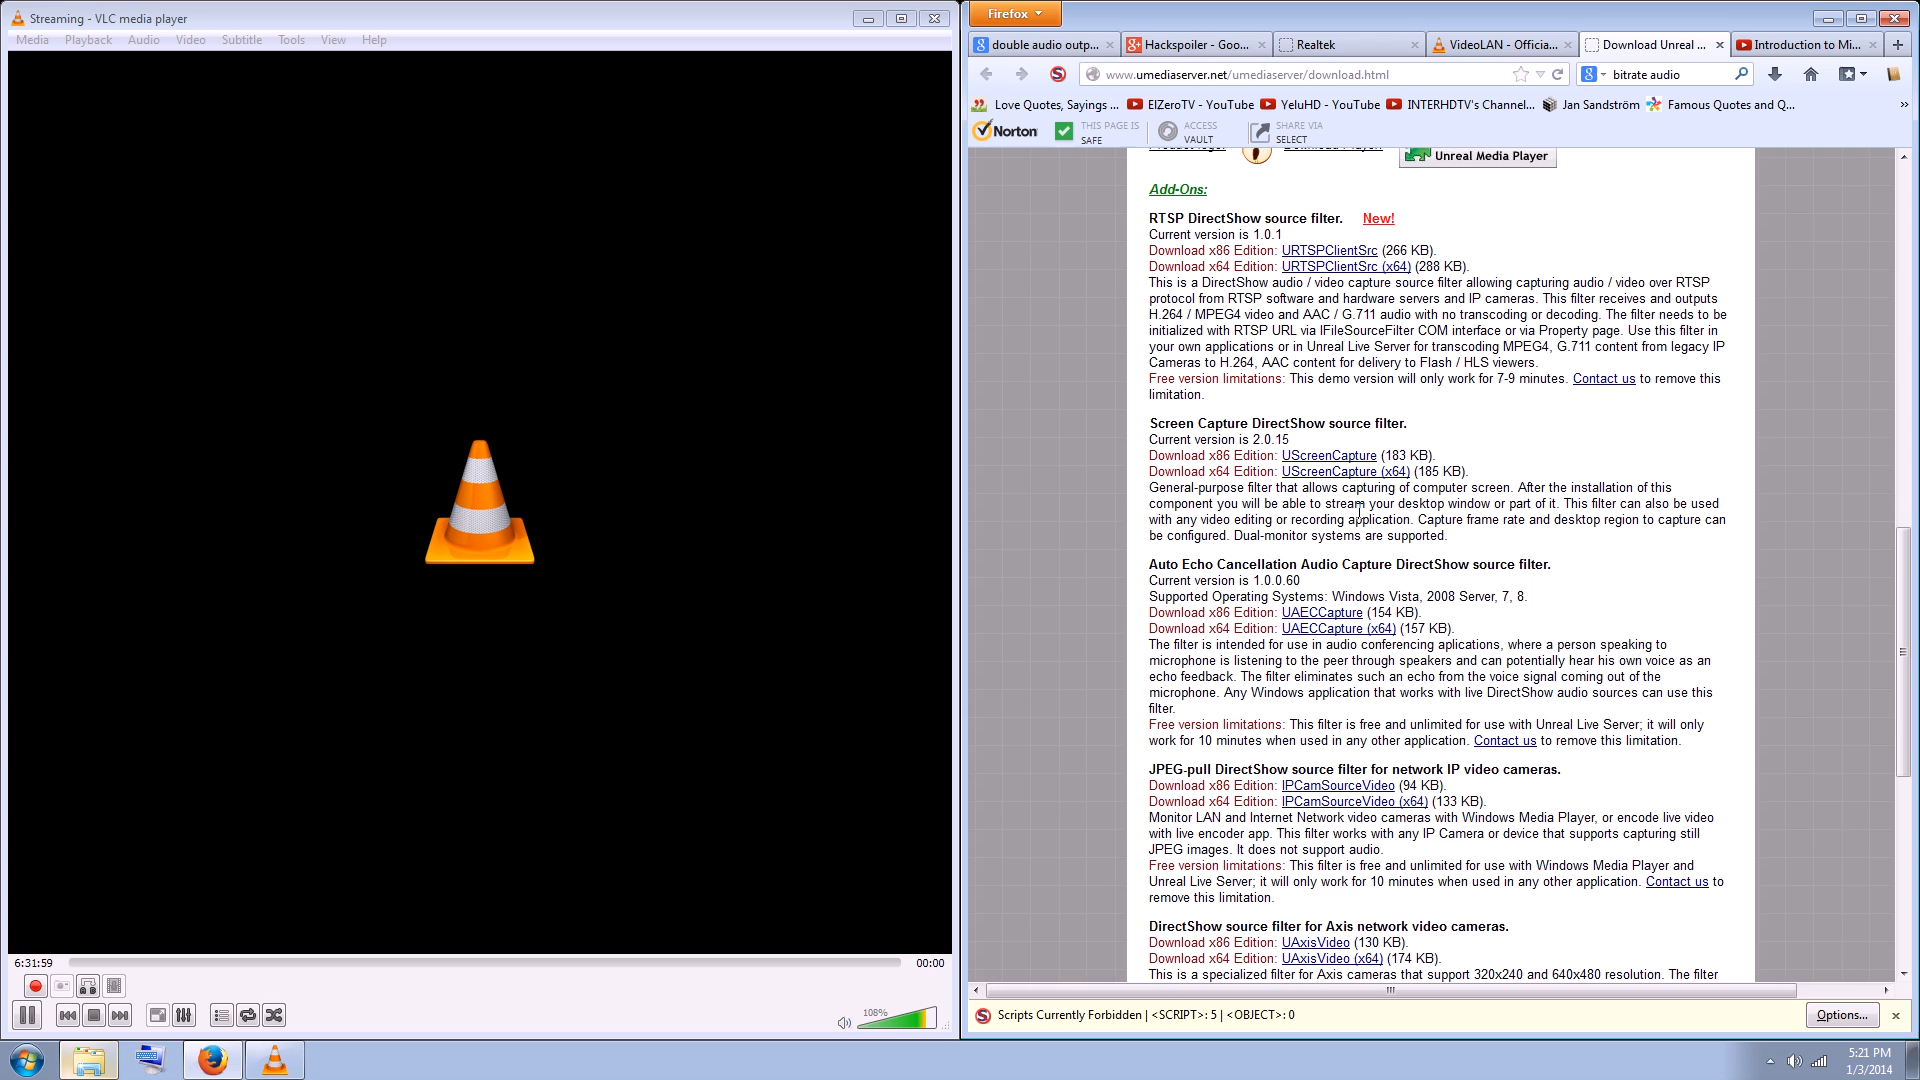 Streaming - VLC media player
Media Playback Audio Video Subtitle Tools View Help
6:31:59
00:00
108%
Firefox
double audio outp...
Hackspoiler - Goo...
Realtek
VideoLAN - Officia...
Download Unreal ...
Introduction to Mi...
www.umediaserver.net/umediaserver/download.html
bitrate audio
Love Quotes, Sayings ...
ElZeroTV - YouTube
YeluHD - YouTube
INTERHDTV's Channel...
Jan Sandström
Famous Quotes and Q...
Norton
THIS PAGE IS
SAFE
ACCESS
VAULT
SHARE VIA
SELECT
Unreal Media Player
Add-Ons:
RTSP DirectShow source filter. New!
Current version is 1.0.1
Download x86 Edition: URTSPClientSrc (266 KB).
Download x64 Edition: URTSPClientSrc (x64) (288 KB).
This is a DirectShow audio / video capture source filter allowing capturing audio / video over RTSP
protocol from RTSP software and hardware servers and IP cameras. This filter receives and outputs
H.264 / MPEG4 video and AAC / G.711 audio with no transcoding or decoding. The filter needs to be
initialized with RTSP URL via IFileSourceFilter COM interface or via Property page. Use this filter in
your own applications or in Unreal Live Server for transcoding MPEG4, G.711 content from legacy IP
Cameras to H.264, AAC content for delivery to Flash / HLS viewers.
Free version limitations: This demo version will only work for 7-9 minutes. Contact us to remove this
limitation.
Screen Capture DirectShow source filter.
Current version is 2.0.15
Download x86 Edition: UScreenCapture (183 KB).
Download x64 Edition: UScreenCapture (x64) (185 KB).
General-purpose filter that allows capturing of computer screen. After the installation of this
component you will be able to stream your desktop window or part of it. This filter can also be used
with any video editing or recording application. Capture frame rate and desktop region to capture can
be configured. Dual-monitor systems are supported.
Auto Echo Cancellation Audio Capture DirectShow source filter.
Current version is 1.0.0.60
Supported Operating Systems: Windows Vista, 2008 Server, 7, 8.
Download x86 Edition: UAECCapture (154 KB).
Download x64 Edition: UAECCapture (x64) (157 KB).
The filter is intended for use in audio conferencing aplications, where a person speaking to
microphone is listening to the peer through speakers and can potentially hear his own voice as an
echo feedback. The filter eliminates such an echo from the voice signal coming out of the
microphone. Any Windows application that works with live DirectShow audio sources can use this
filter.
Free version limitations: This filter is free and unlimited for use with Unreal Live Server; it will only
work for 10 minutes when used in any other application. Contact us to remove this limitation.
JPEG-pull DirectShow source filter for network IP video cameras.
Download x86 Edition: IPCamSourceVideo (94 KB).
Download x64 Edition: IPCamSourceVideo (x64) (133 KB).
Monitor LAN and Internet Network video cameras with Windows Media Player, or encode live video
with live encoder app. This filter works with any IP Camera or device that supports capturing still
JPEG images. It does not support audio.
Free version limitations: This filter is free and unlimited for use with Windows Media Player and
Unreal Live Server; it will only work for 10 minutes when used in any other application. Contact us to
remove this limitation.
DirectShow source filter for Axis network video cameras.
Download x86 Edition: UAxisVideo (130 KB).
Download x64 Edition: UAxisVideo (x64) (174 KB).
This is a specialized filter for Axis cameras that support 320x240 and 640x480 resolution. The filter
Scripts Currently Forbidden | <SCRIPT>: 5 | <OBJECT>: 0
Options...
5:21 PM
1/3/2014